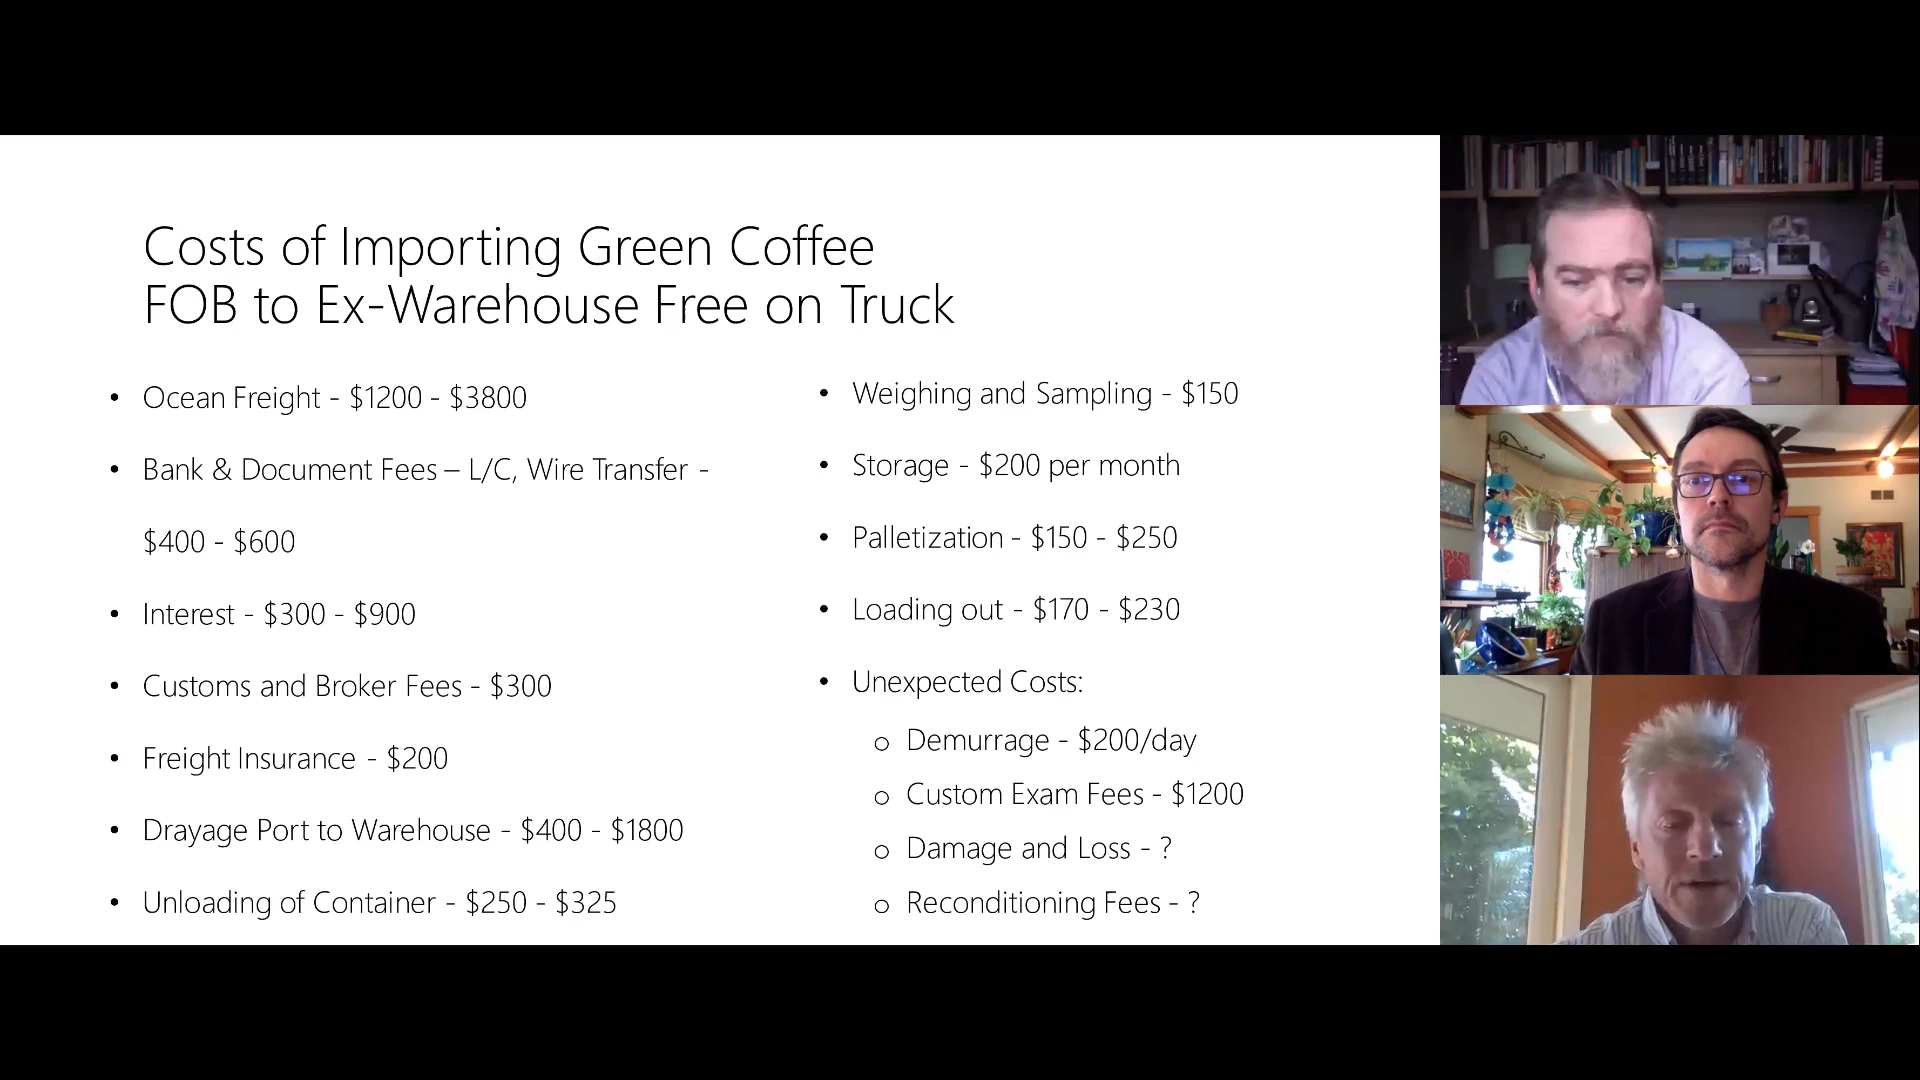 Costs of Importing Green Coffee
FOB to Ex-Warehouse Free on Truck
• Ocean Freight - $1200 - $3800
• Bank & Document Fees – L/C, Wire Transfer -
$400 - $600
• Interest - $300 - $900
• Customs and Broker Fees - $300
• Freight Insurance - $200
• Drayage Port to Warehouse - $400 - $1800
• Unloading of Container - $250 - $325
• Weighing and Sampling - $150
• Storage - $200 per month
• Palletization - $150 - $250
• Loading out - $170 - $230
• Unexpected Costs:
o Demurrage - $200/day
o Custom Exam Fees - $1200
o Damage and Loss - ?
o Reconditioning Fees - ?